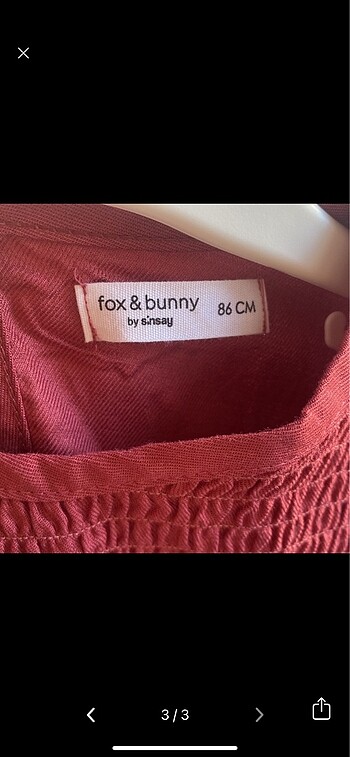 fox & bunny
by sinsay
86 CM
3 / 3